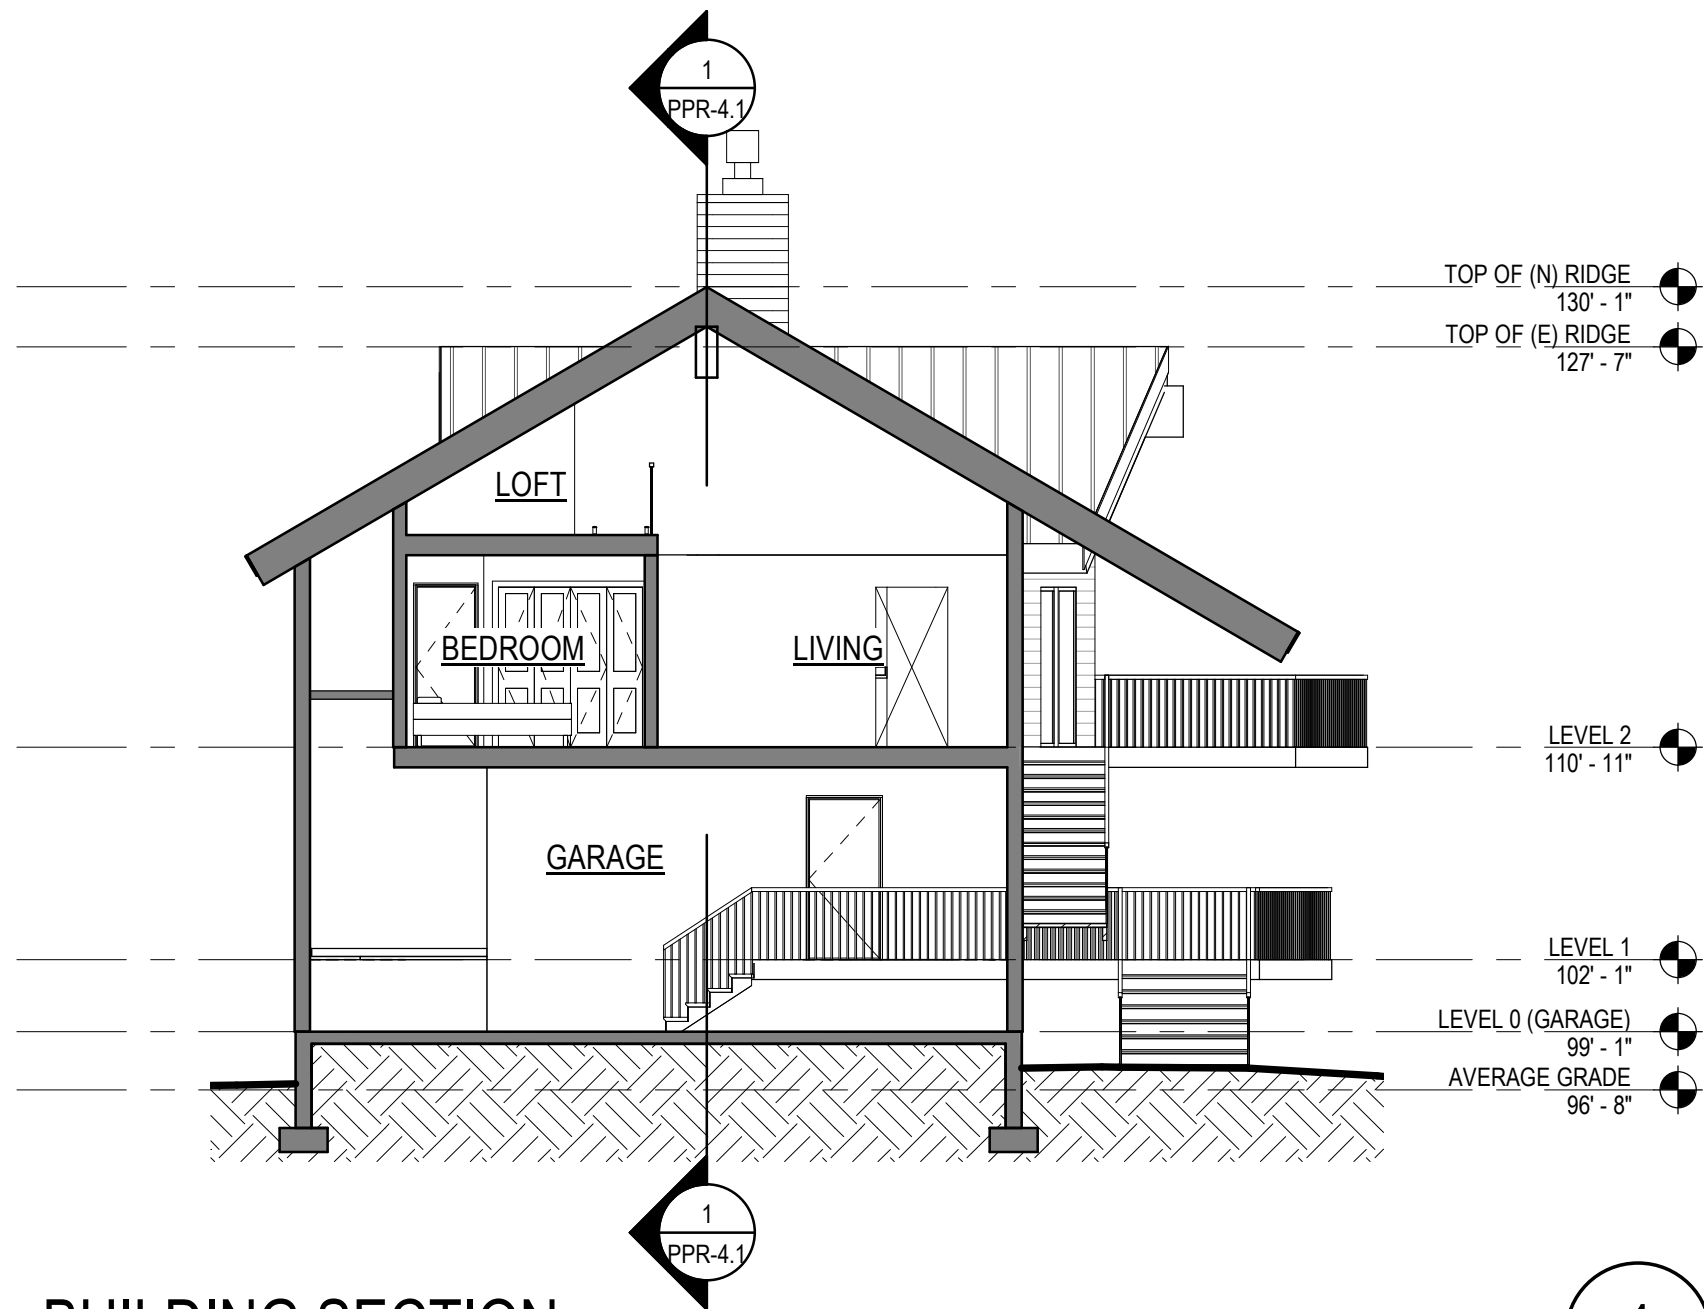 1
PPR-4.1
TOP OF (N) RIDGE
130' - 1"
TOP OF (E) RIDGE
127' - 7"
LOFT
BEDROOM
LIVING
LEVEL 2
110' - 11"
GARAGE
LEVEL 1
102' - 1"
LEVEL 0 (GARAGE)
99' - 1"
AVERAGE GRADE
96' - 8"
1
PPR-4.1
BUILDING SECTION